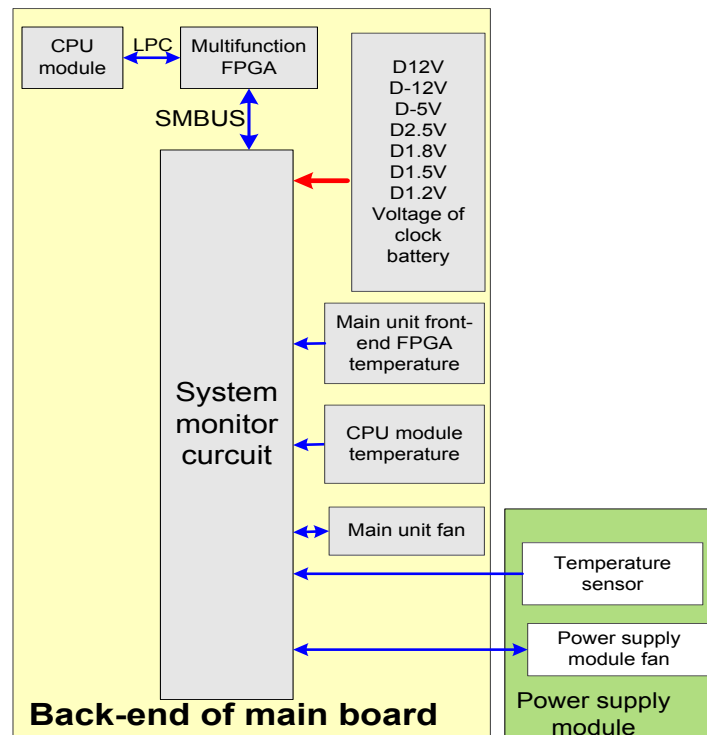 CPU
module
LPC
Multifunction
FPGA
SMBUS
D12V
D-12V
D-5V
D2.5V
D1.8V
D1.5V
D1.2V
Voltage of
clock
battery
Main unit front-
end FPGA
temperature
System
monitor
curcuit
CPU module
temperature
Main unit fan
Temperature
sensor
Power supply
module fan
Back-end of main board
Power supply
module